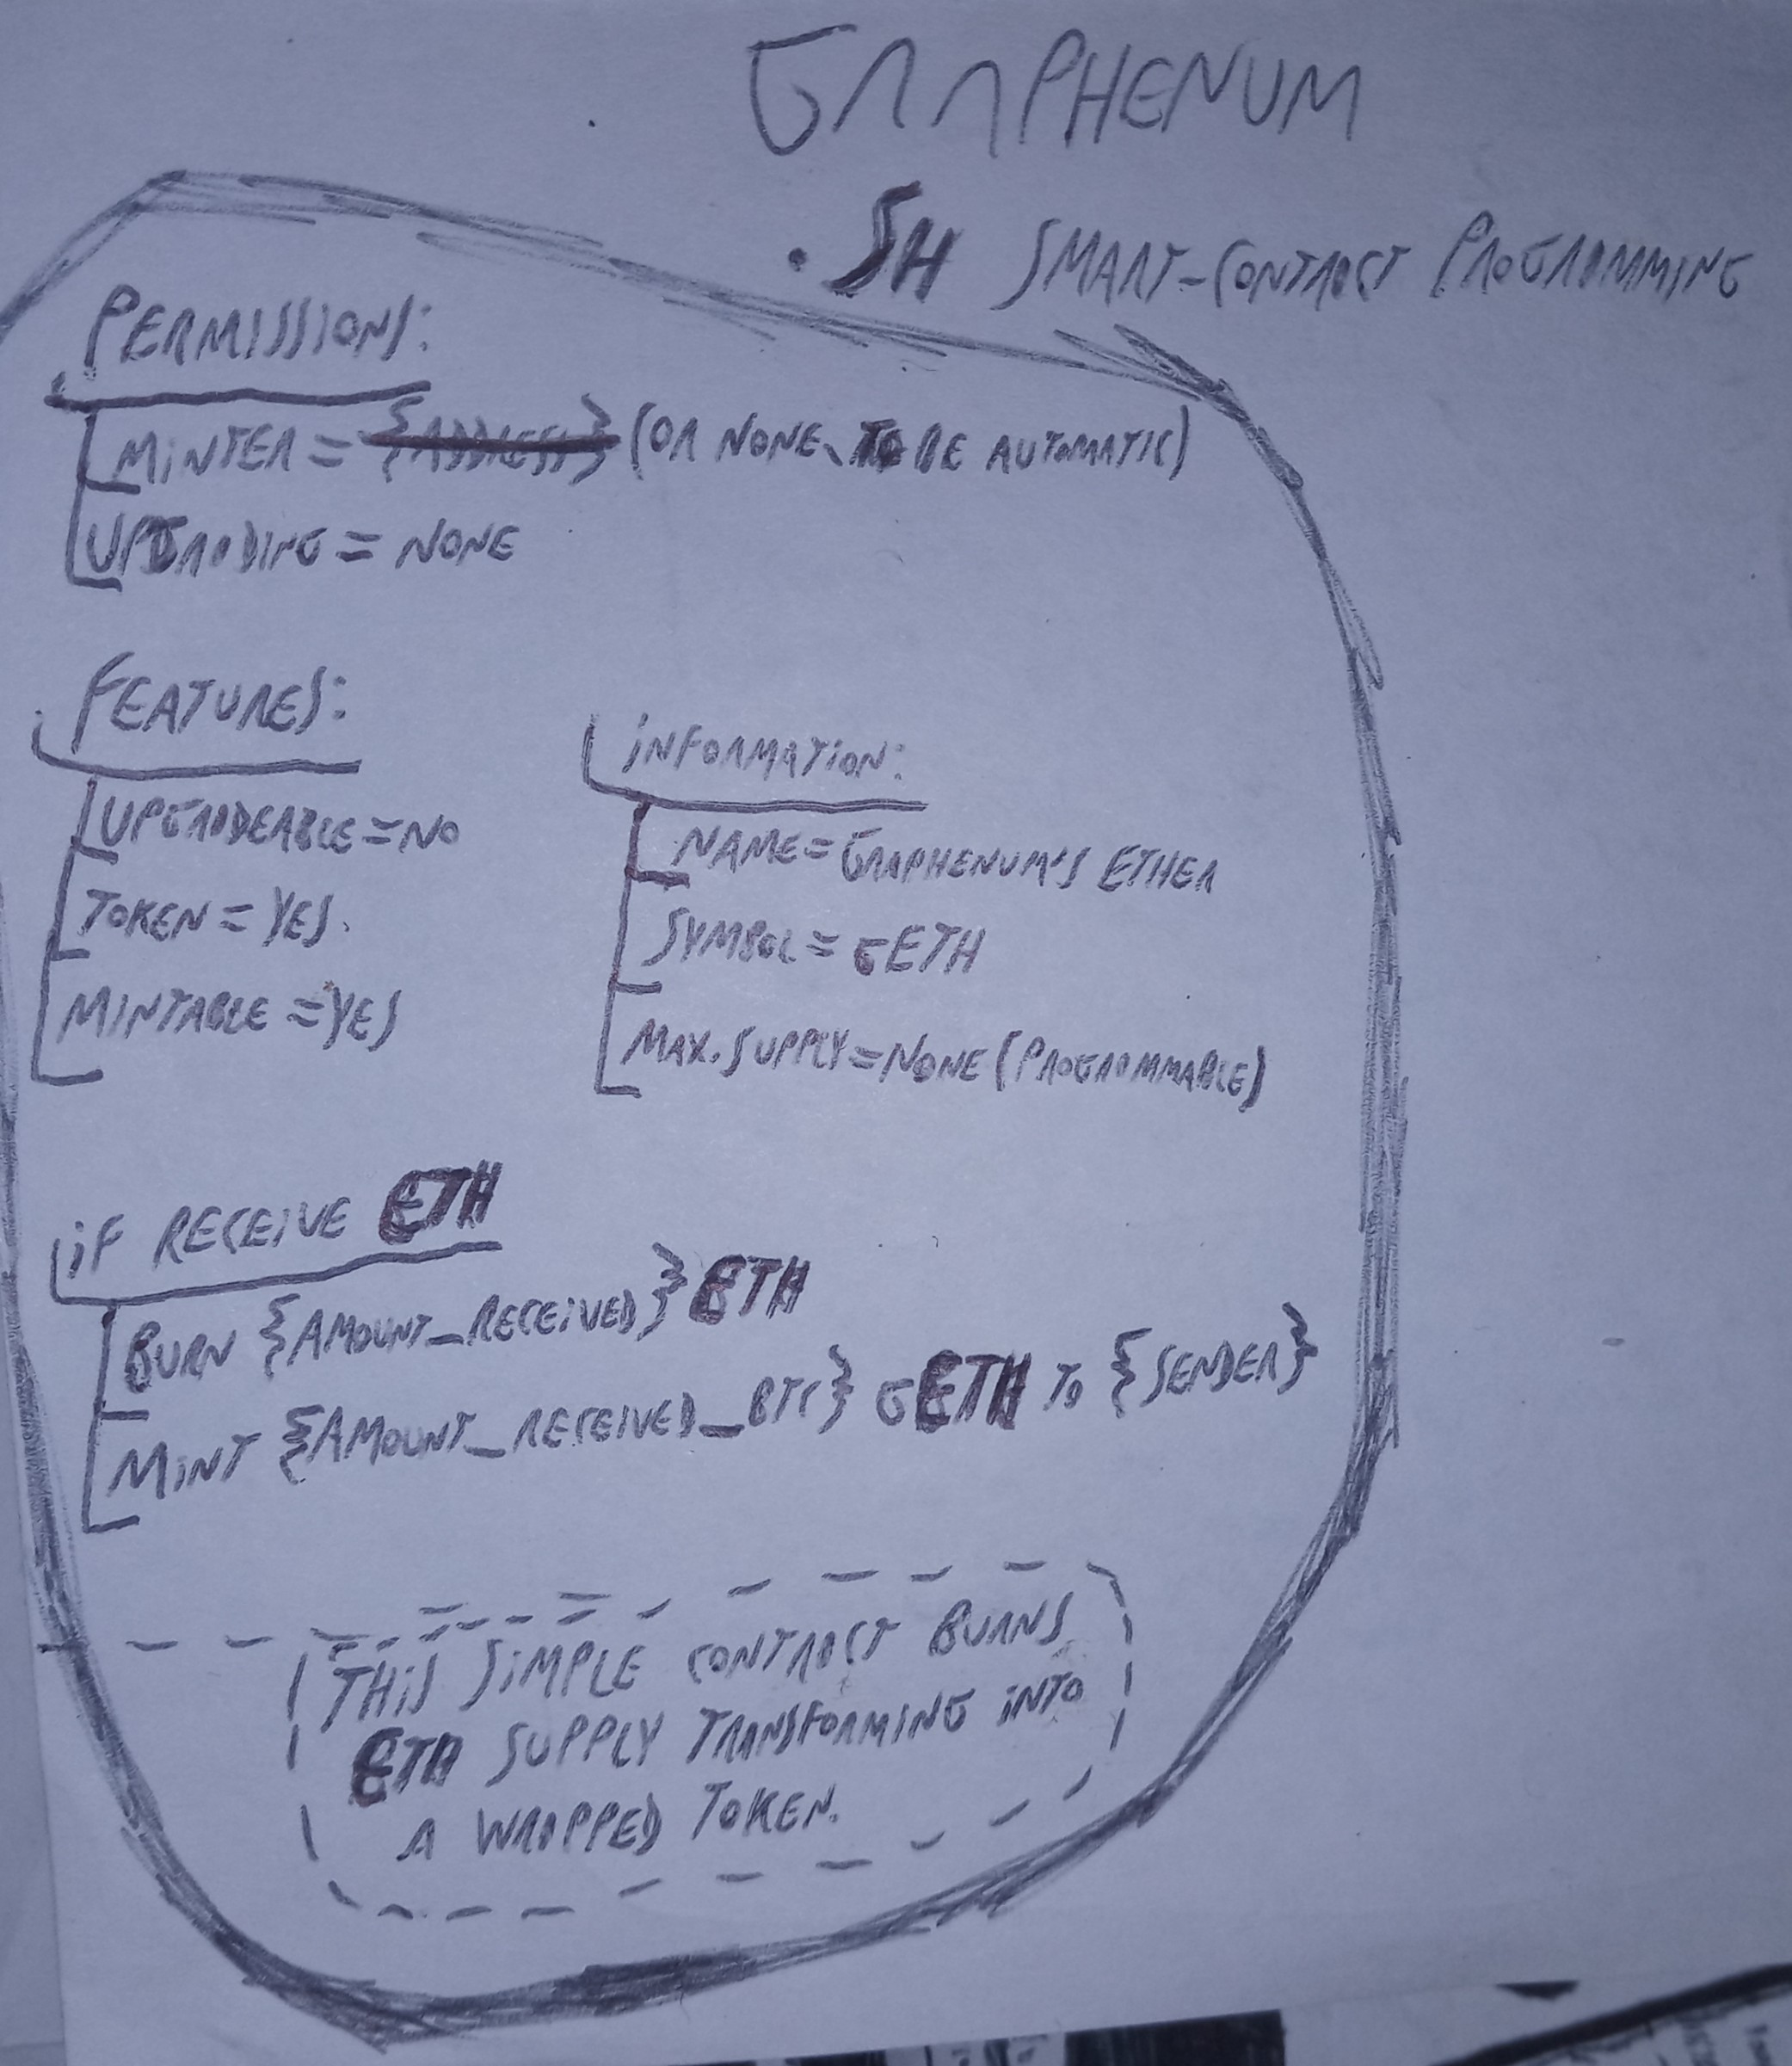 GRAPHENUM
.SH SMART-CONTRACT PROGRAMMING
PERMISSIONS:
MINTER = {ADDRESS} (OR NONE, TO BE AUTOMATIC)
UPGRADING = NONE
FEATURES:
UPGRADEABLE = NO
TOKEN = YES.
MINTABLE = YES
INFORMATION:
NAME = GRAPHENUM'S ETHER
SYMBOL = GETH
MAX. SUPPLY = NONE (PROGRAMMABLE)
IF RECEIVE ETH
BURN {AMOUNT_RECEIVED} ETH
MINT {AMOUNT_RECEIVED_BTC} GETH TO {SENDER}
THIS SIMPLE CONTRACT BURNS
ETH SUPPLY TRANSFORMING INTO
A WRAPPED TOKEN.